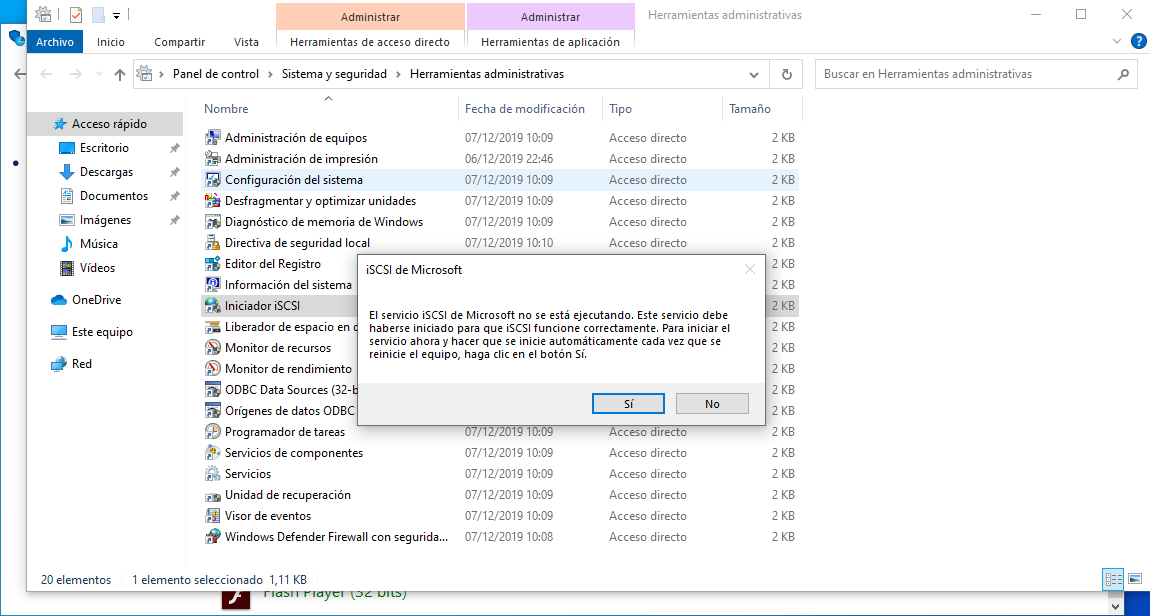 Administrar
Administrar
Herramientas administrativas
Archivo
Inicio
Compartir
Vista
Herramientas de acceso directo
Herramientas de aplicación
?
Panel de control
Sistema y seguridad
Herramientas administrativas
Buscar en Herramientas administrativas
Acceso rápido
Escritorio
Descargas
Documentos
Imágenes
Música
Vídeos
OneDrive
Este equipo
Red
Nombre Fecha de modificación Tipo Tamaño
Administración de equipos 07/12/2019 10:09 Acceso directo 2 KB
Administración de impresión 06/12/2019 22:46 Acceso directo 2 KB
Configuración del sistema 07/12/2019 10:09 Acceso directo 2 KB
Desfragmentar y optimizar unidades 07/12/2019 10:09 Acceso directo 2 KB
Diagnóstico de memoria de Windows 07/12/2019 10:09 Acceso directo 2 KB
Directiva de seguridad local 07/12/2019 10:10 Acceso directo 2 KB
Editor del Registro 2 KB
Información del sistema 2 KB
Iniciador iSCSI 2 KB
Liberador de espacio en 2 KB
Monitor de recursos 2 KB
Monitor de rendimiento 2 KB
ODBC Data Sources (32-b 2 KB
Orígenes de datos ODBC 2 KB
Programador de tareas 07/12/2019 10:09 Acceso directo 2 KB
Servicios de componentes 07/12/2019 10:09 Acceso directo 2 KB
Servicios 07/12/2019 10:09 Acceso directo 2 KB
Unidad de recuperación 07/12/2019 10:09 Acceso directo 2 KB
Visor de eventos 07/12/2019 10:09 Acceso directo 2 KB
Windows Defender Firewall con segurida... 07/12/2019 10:08 Acceso directo 2 KB
iSCSI de Microsoft
El servicio iSCSI de Microsoft no se está ejecutando. Este servicio debe
haberse iniciado para que iSCSI funcione correctamente. Para iniciar el
servicio ahora y hacer que se inicie automáticamente cada vez que se
reinicie el equipo, haga clic en el botón Sí.
Sí
No
20 elementos
1 elemento seleccionado 1,11 KB
Flash Player (32 bits)